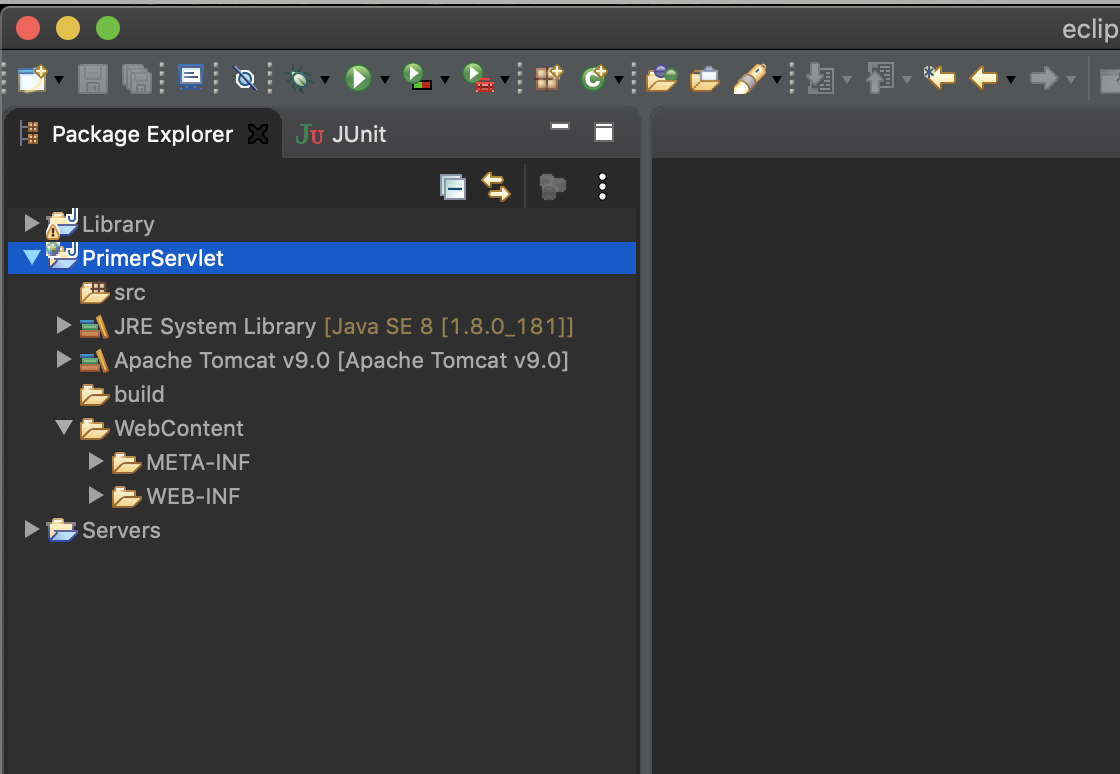 eclip
Package Explorer
JUnit
Library
PrimerServlet
src
JRE System Library [Java SE 8 [1.8.0_181]]
Apache Tomcat v9.0 [Apache Tomcat v9.0]
build
WebContent
META-INF
WEB-INF
Servers